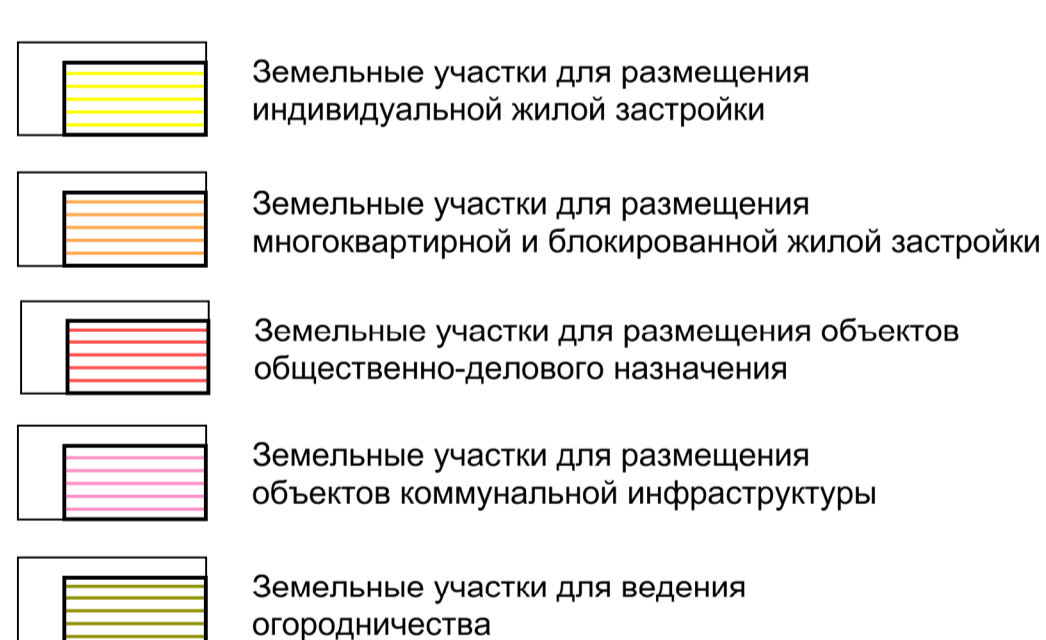 Земельные участки для размещения
индивидуальной жилой застройки
Земельные участки для размещения
многоквартирной и блокированной жилой застройки
Земельные участки для размещения объектов
общественно-делового назначения
Земельные участки для размещения
объектов коммунальной инфраструктуры
Земельные участки для ведения
огородничества